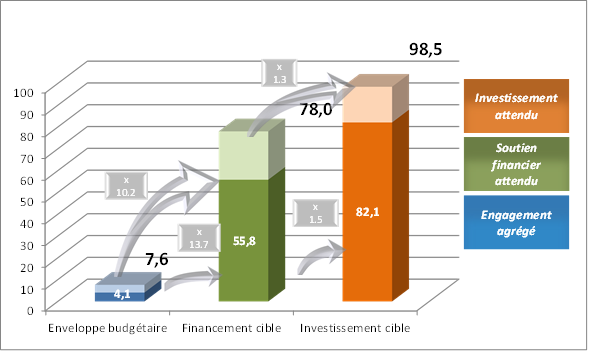 98,5
x
1.3
100
90
80
70
60
50
40
30
20
10
0
78,0
x
10.2
x
1.5
x
13.7
82,1
55,8
7,6
4,1
Enveloppe budgétaire
Financement cible
Investissement cible
Investissement
attendu
Soutien
financier
attendu
Engagement
agrégé